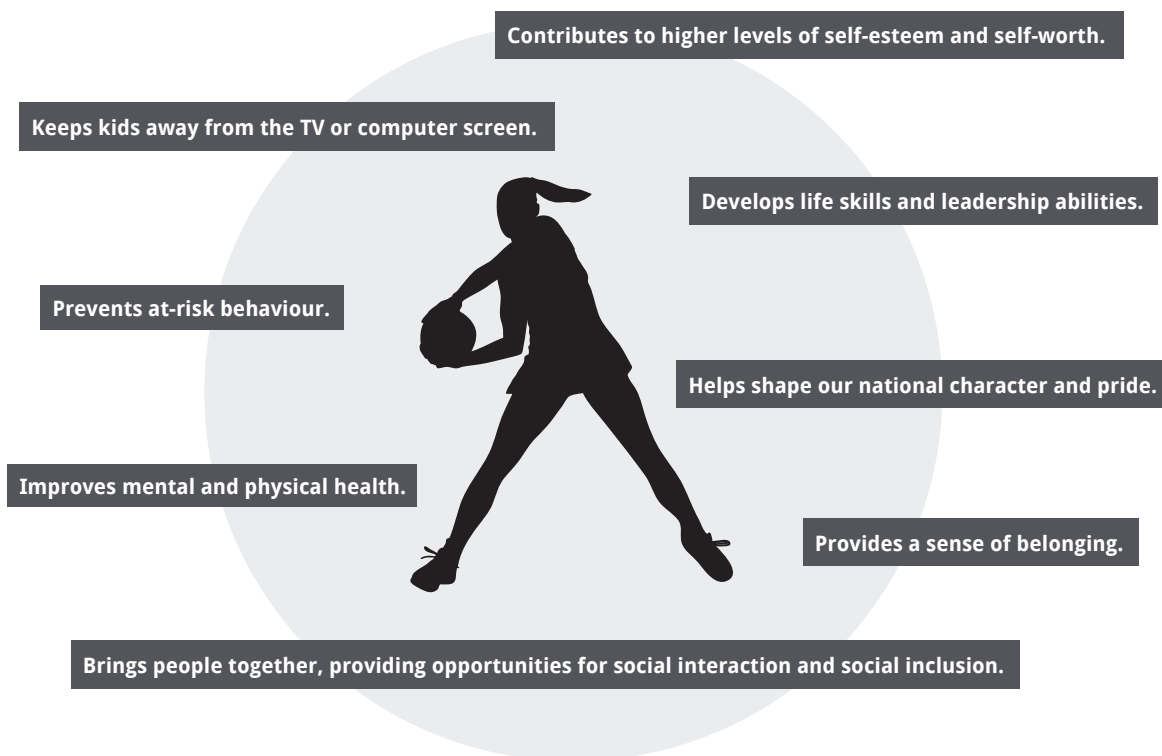 Contributes to higher levels of self-esteem and self-worth.
Keeps kids away from the TV or computer screen.
Develops life skills and leadership abilities.
Prevents at-risk behaviour.
Helps shape our national character and pride.
Improves mental and physical health.
Provides a sense of belonging.
Brings people together, providing opportunities for social interaction and social inclusion.